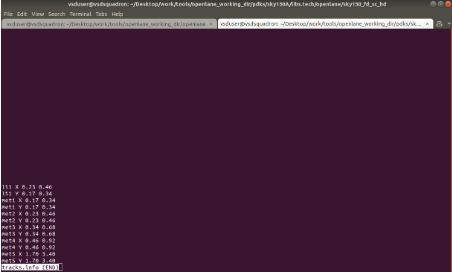 vsduser@vsdsquadron: ~/Desktop/work/tools/openlane_working_dir/pdks/sky130A/libs.tech/openlane/sky130_fd_sc_hd
File Edit View Search Terminal Tabs Help
vsduser@vsdsquadron: ~/Desktop/work/tools/openlane_working_dir/openlane × vsduser@vsdsquadron: ~/Desktop/work/tools/openlane_working_dir/pdks/sk... ×
li1 X 0.23 0.46
li1 Y 0.17 0.34
met1 X 0.17 0.34
met1 Y 0.17 0.34
met2 X 0.23 0.46
met2 Y 0.23 0.46
met3 X 0.34 0.68
met3 Y 0.34 0.68
met4 X 0.46 0.92
met4 Y 0.46 0.92
met5 X 1.70 3.40
met5 Y 1.70 3.40
tracks.info (END)